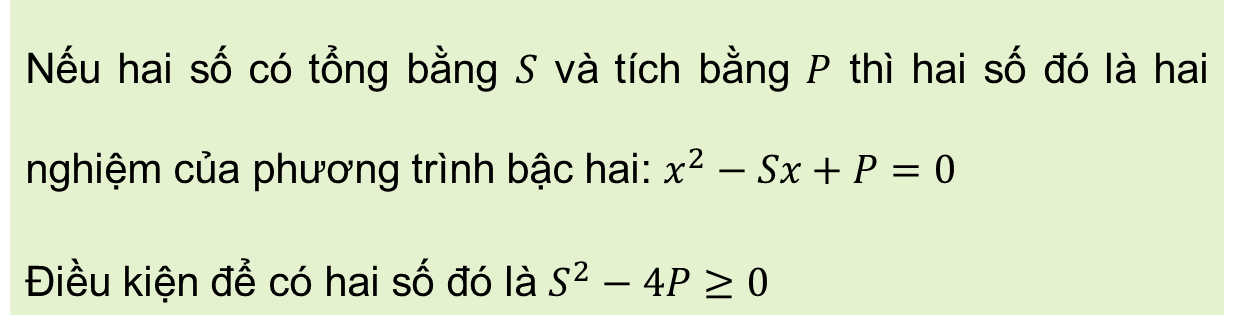 Nếu hai số có tổng bằng S và tích bằng P thì hai số đó là hai
nghiệm của phương trình bậc hai: x² − Sx + P = 0
Điều kiện để có hai số đó là S² − 4P ≥ 0